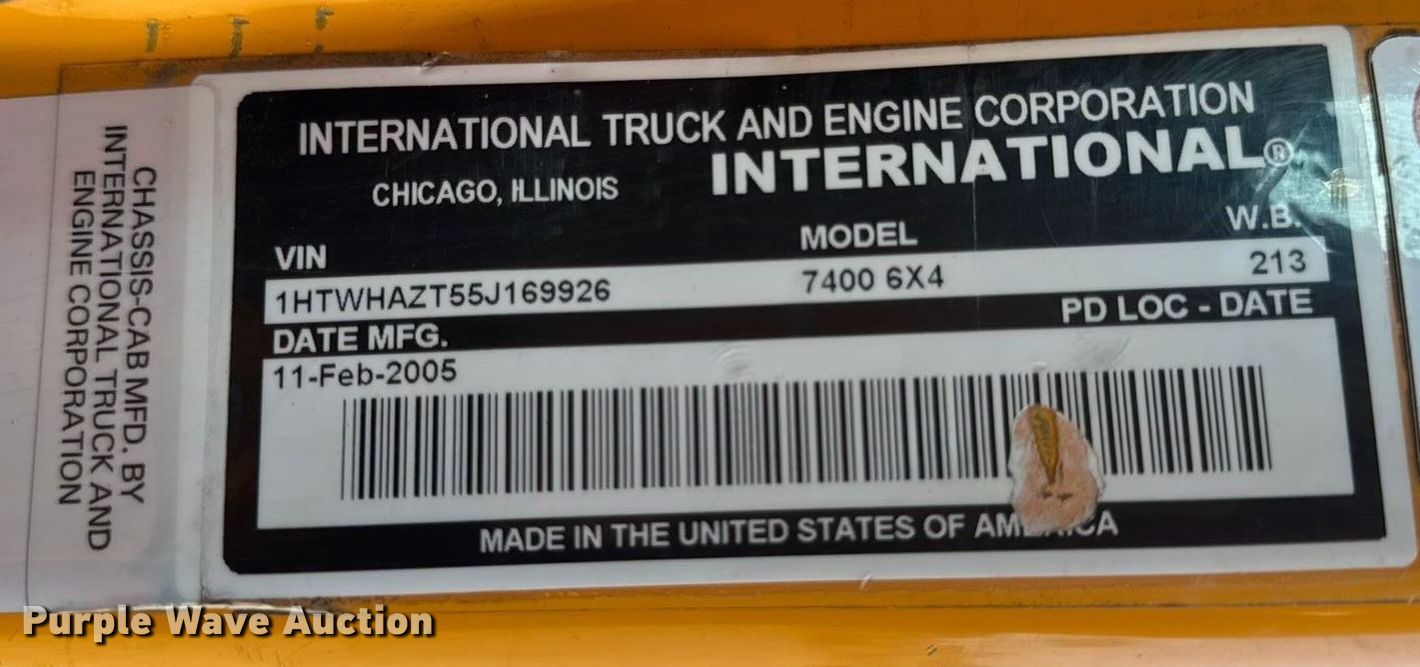 CHASSIS-CAB MFD. BY
INTERNATIONAL TRUCK AND
ENGINE CORPORATION
INTERNATIONAL TRUCK AND ENGINE CORPORATION
CHICAGO, ILLINOIS INTERNATIONAL®
VIN MODEL W.B.
1HTWHAZT55J169926 7400 6X4 213
DATE MFG. PD LOC - DATE
11-Feb-2005
MADE IN THE UNITED STATES OF
Purple Wave Auction